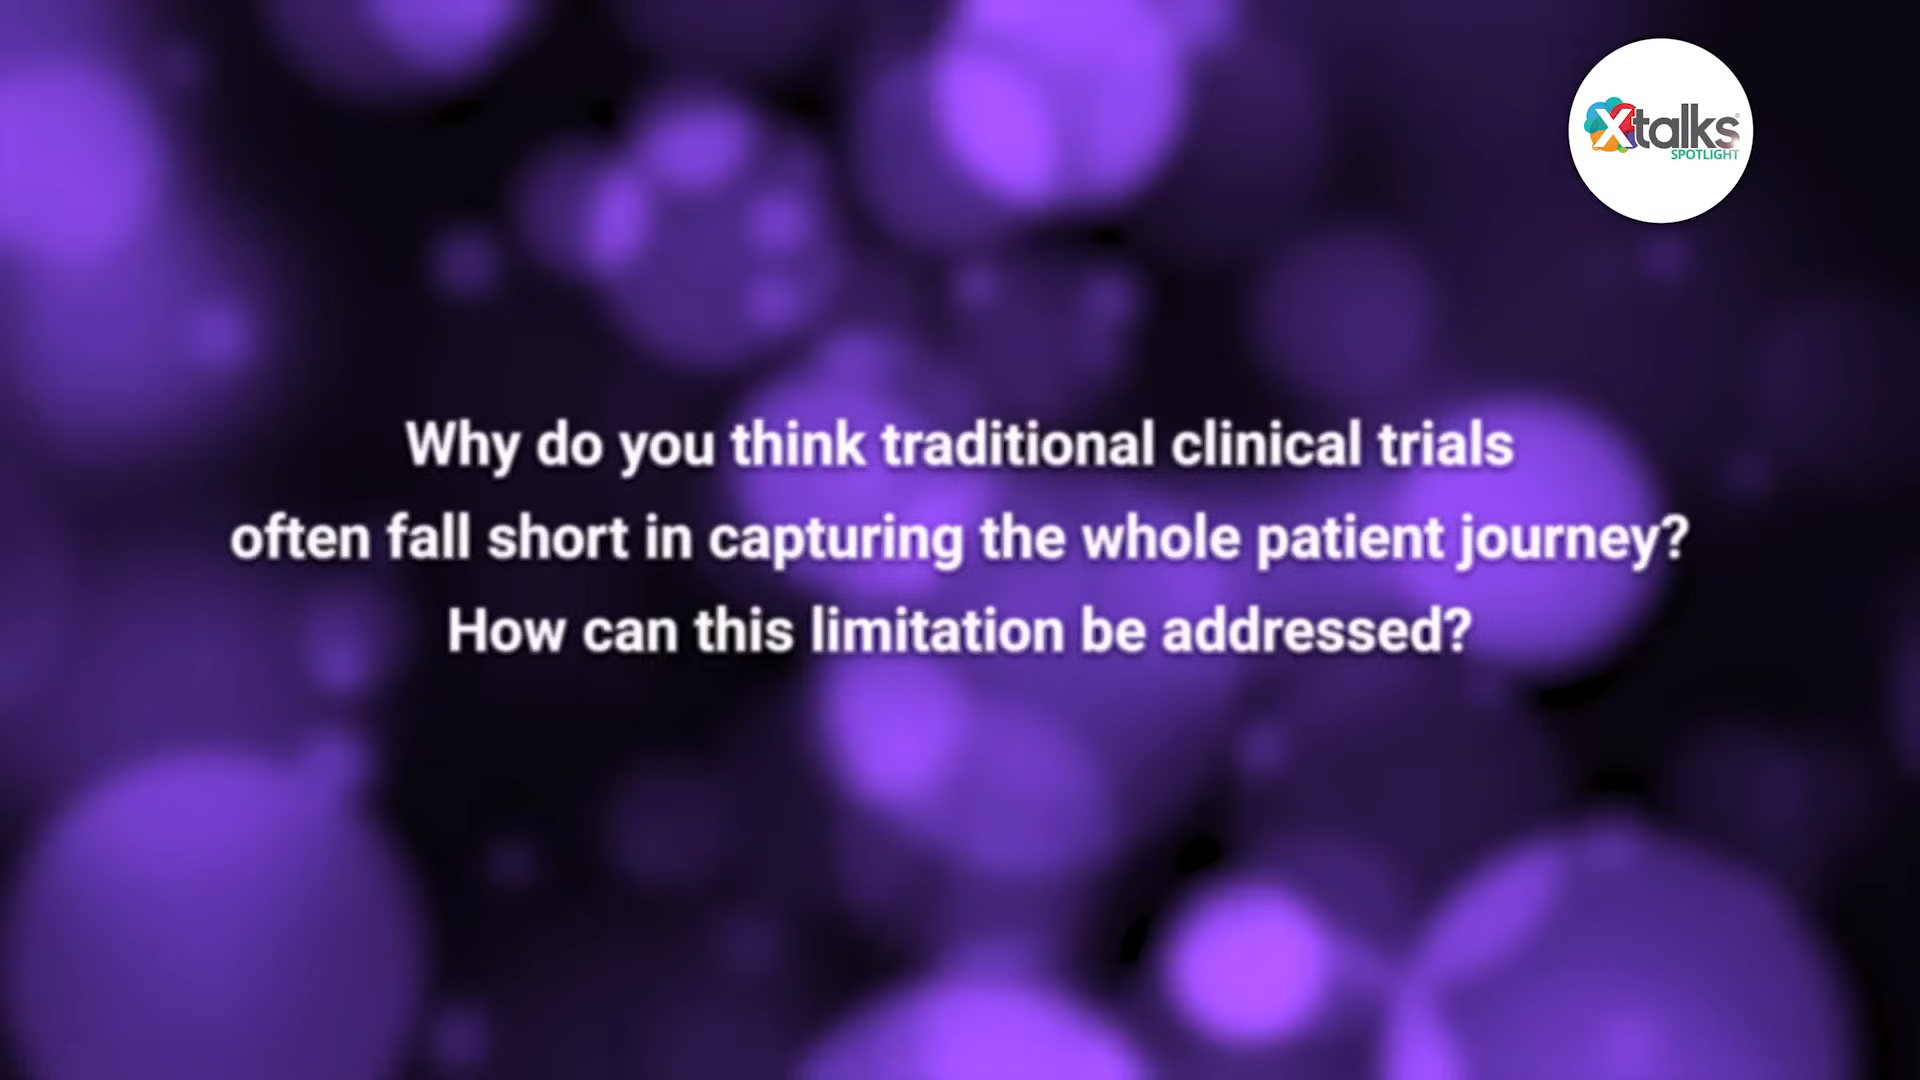 Xtalks
SPOTLIGHT
Why do you think traditional clinical trials
often fall short in capturing the whole patient journey?
How can this limitation be addressed?